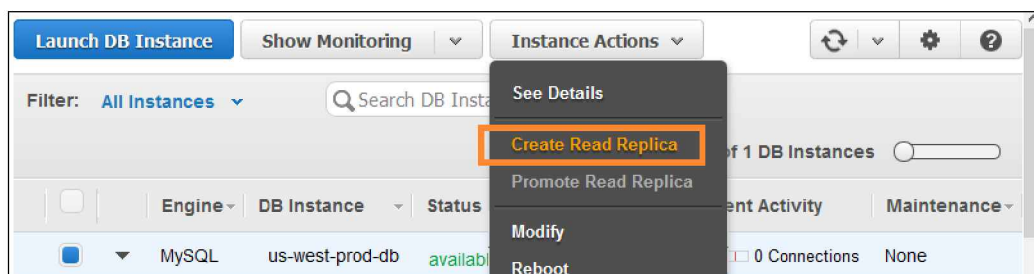 Launch DB Instance Show Monitoring Instance Actions
Filter: All Instances Search DB Insta See Details
Create Read Replica of 1 DB Instances
Promote Read Replica
Engine DB Instance Status ent Activity Maintenance
Modify
MySQL us-west-prod-db availabl 0 Connections None
Reboot